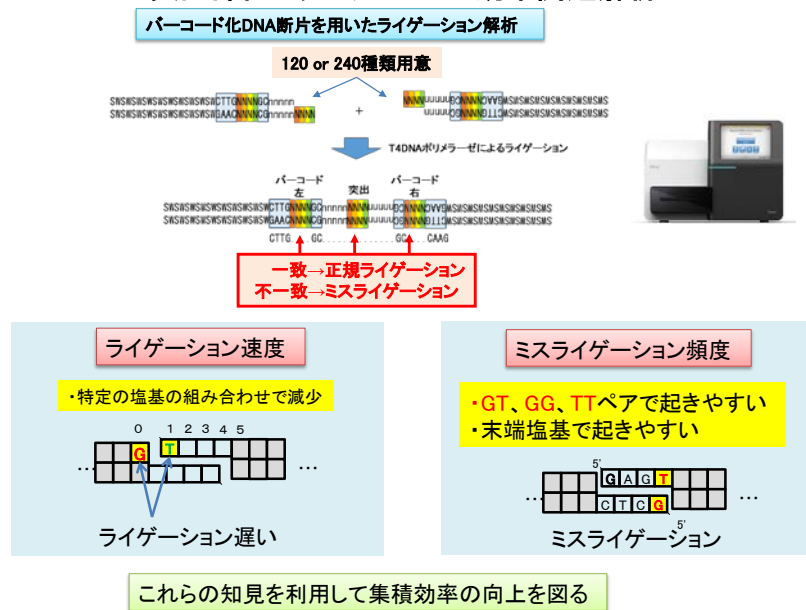 バーコード化DNA断片を用いたライゲーション解析
120 or 240種類用意
+
T4DNAポリメラーゼによるライゲーション
バーコード
左
突出
バーコード
右
CTTG......GC
GC......CAAG
一致→正規ライゲーション
不一致→ミスライゲーション
ライゲーション速度
・特定の塩基の組み合わせで減少
0 1 2 3 4 5
G T
… …
ライゲーション遅い
ミスライゲーション頻度
・GT、GG、TTペアで起きやすい
・末端塩基で起きやすい
5'
G A G T
… …
C T C G
5'
ミスライゲーション
これらの知見を利用して集積効率の向上を図る